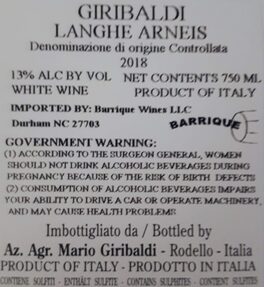 GIRIBALDI
LANGHE ARNEIS
Denominazione di origine Controllata
2018
13% ALC BY VOL NET CONTENTS 750 ML
WHITE WINE PRODUCT OF ITALY
IMPORTED BY: Barrique Wines LLC
Durham NC 27703
BARRIQUE
GOVERNMENT WARNING:
(1) ACCORDING TO THE SURGEON GENERAL, WOMEN
SHOULD NOT DRINK ALCOHOLIC BEVERAGES DURING
PREGNANCY BECAUSE OF THE RISK OF BIRTH DEFECTS
(2) CONSUMPTION OF ALCOHOLIC BEVERAGES IMPAIRS
YOUR ABILITY TO DRIVE A CAR OR OPERATE MACHINERY,
AND MAY CAUSE HEALTH PROBLEMS
Imbottigliato da / Bottled by
Az. Agr. Mario Giribaldi - Rodello - Italia
PRODUCT OF ITALY - PRODOTTO IN ITALIA
CONTIENE SOLFITI - ENTHÄLT SULFITE - CONTAINS SULPHITES - CONTIENT SULFITES